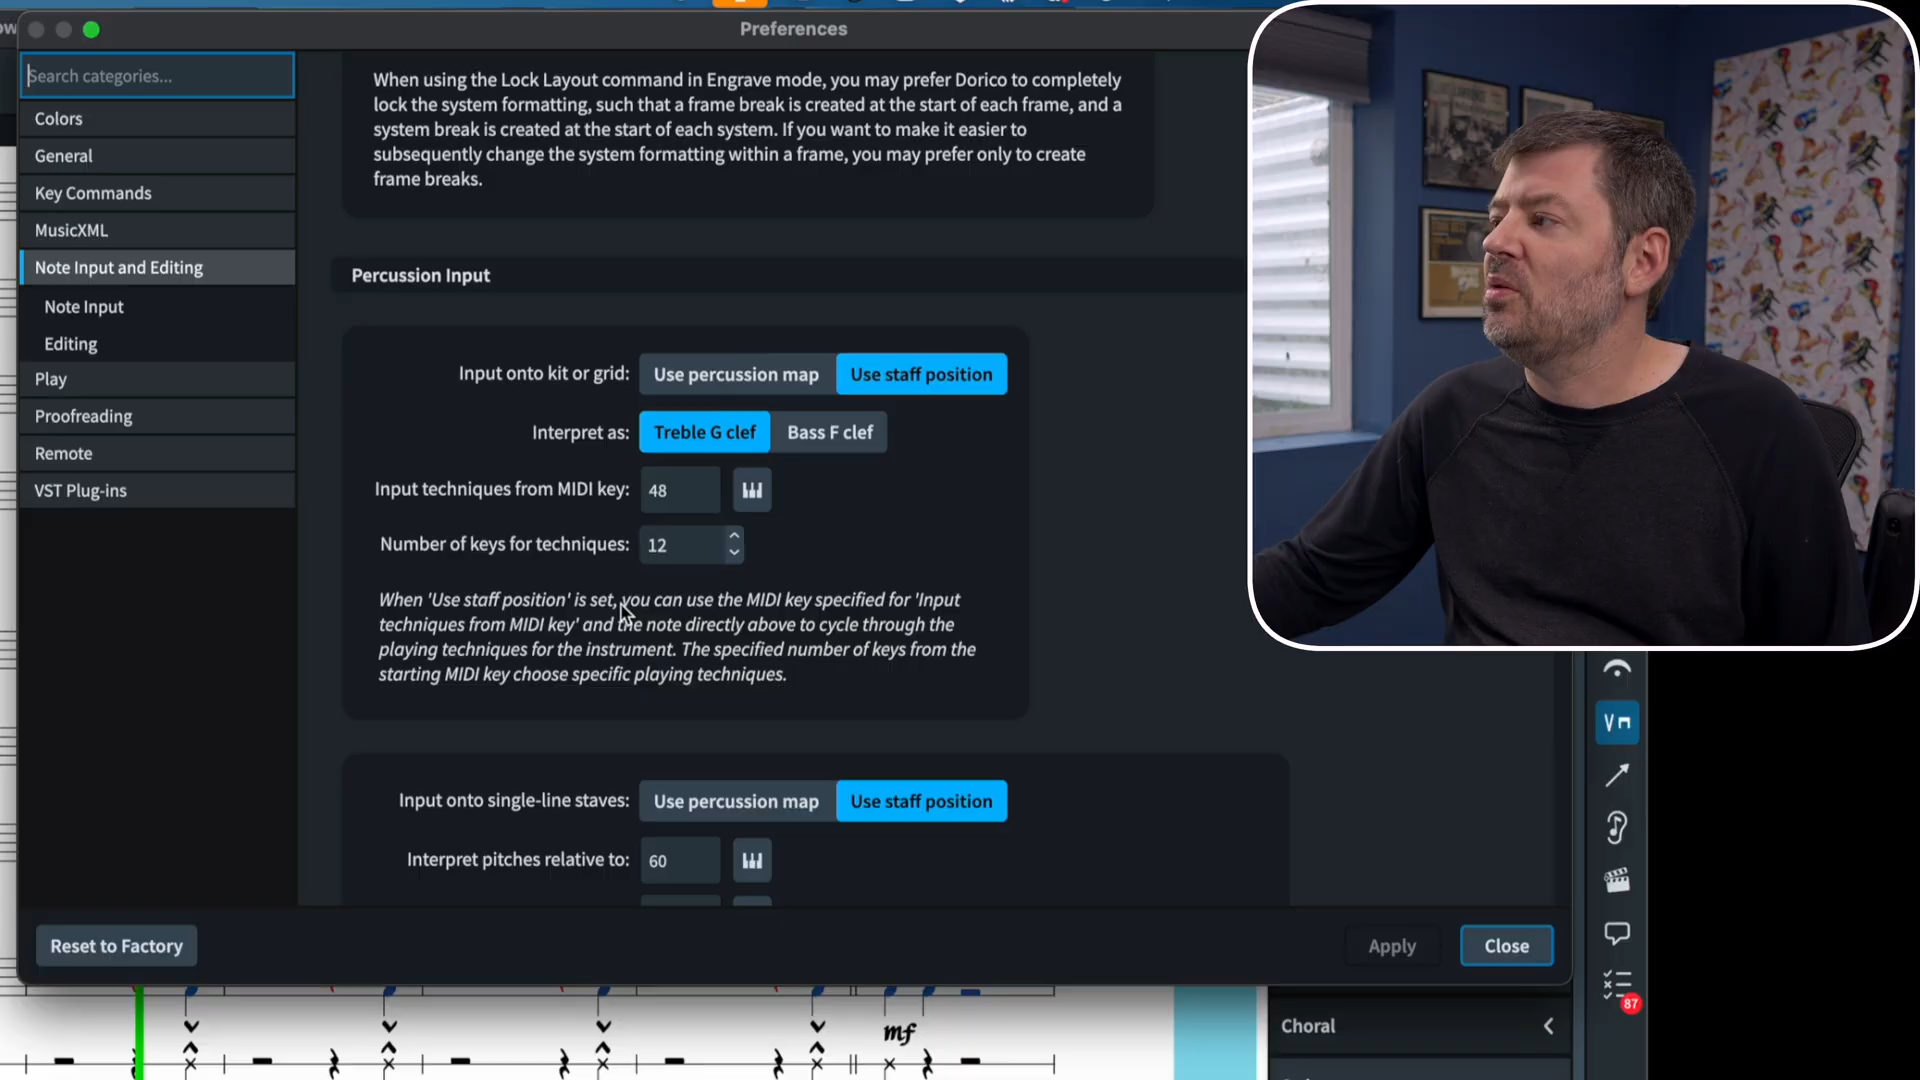 Preferences
Search categories...
Colors
General
Key Commands
MusicXML
Note Input and Editing
Note Input
Editing
Play
Proofreading
Remote
VST Plug-ins
When using the Lock Layout command in Engrave mode, you may prefer Dorico to completely
lock the system formatting, such that a frame break is created at the start of each frame, and a
system break is created at the start of each system. If you want to make it easier to
subsequently change the system formatting within a frame, you may prefer only to create
frame breaks.
Percussion Input
Input onto kit or grid: Use percussion map Use staff position
Interpret as: Treble G clef Bass F clef
Input techniques from MIDI key: 48
Number of keys for techniques: 12
When 'Use staff position' is set, you can use the MIDI key specified for 'Input
techniques from MIDI key' and the note directly above to cycle through the
playing techniques for the instrument. The specified number of keys from the
starting MIDI key choose specific playing techniques.
Input onto single-line staves: Use percussion map Use staff position
Interpret pitches relative to: 60
Reset to Factory
Apply
Close
87
mf
Choral